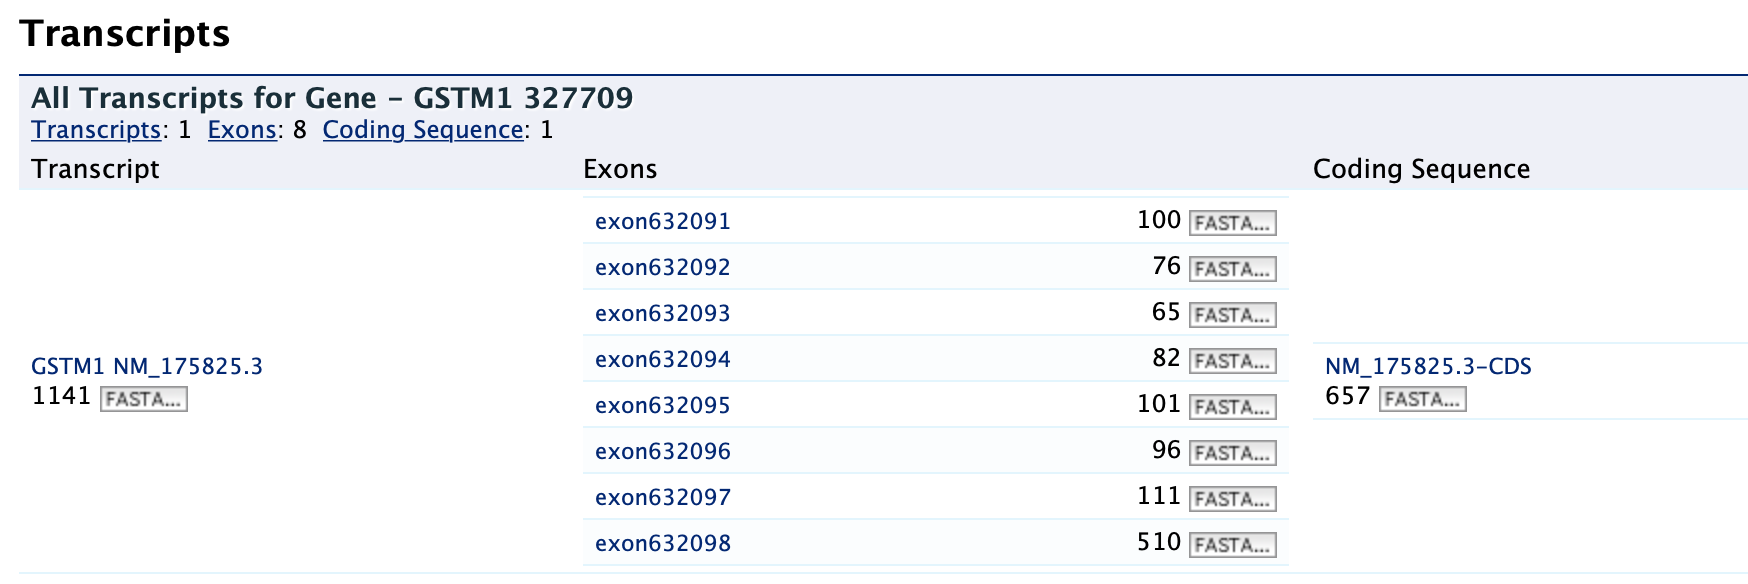 Transcripts
All Transcripts for Gene - GSTM1 327709
Transcripts: 1 Exons: 8 Coding Sequence: 1
Transcript Exons Coding Sequence
exon632091 100 FASTA...
exon632092 76 FASTA...
exon632093 65 FASTA...
exon632094 82 FASTA...
GSTM1 NM_175825.3
1141 FASTA...
NM_175825.3-CDS
657 FASTA...
exon632095 101 FASTA...
exon632096 96 FASTA...
exon632097 111 FASTA...
exon632098 510 FASTA...